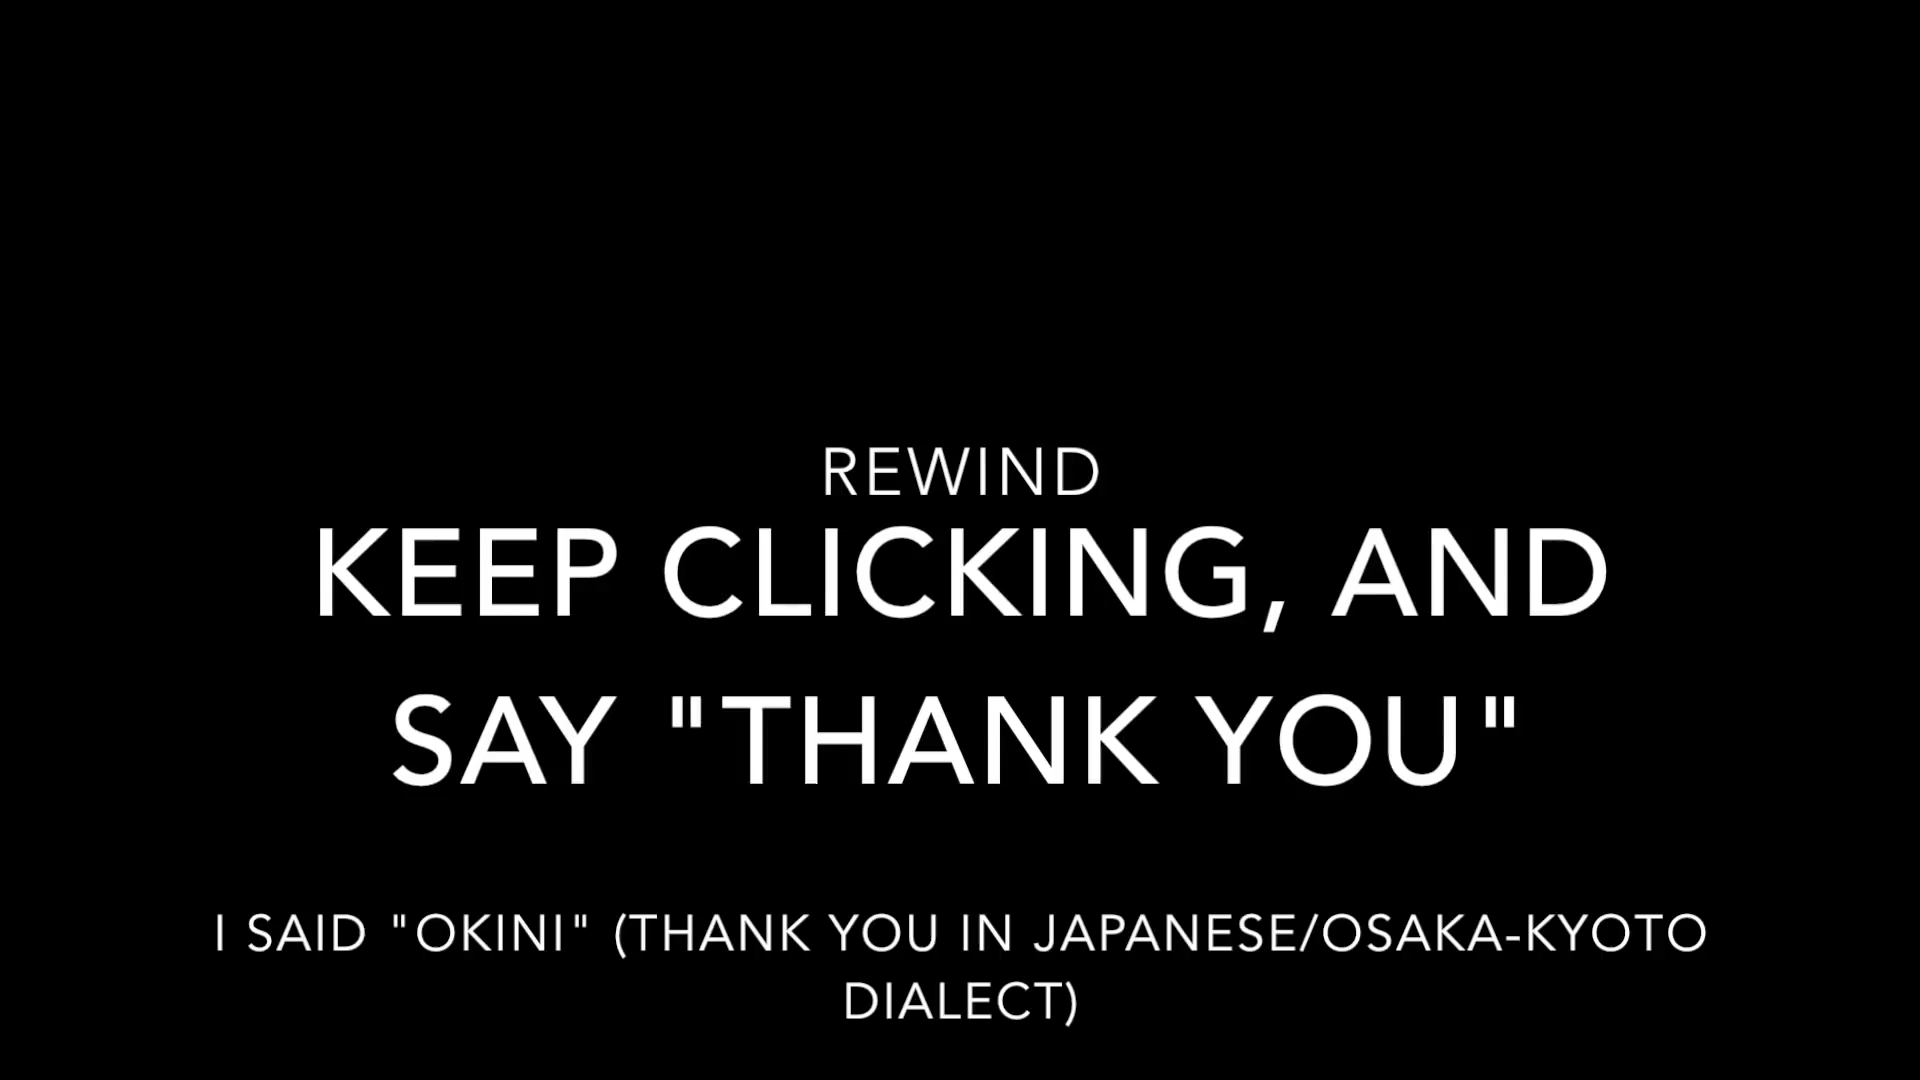 REWIND
KEEP CLICKING, AND
SAY "THANK YOU"
I SAID "OKINI" (THANK YOU IN JAPANESE/OSAKA-KYOTO
DIALECT)